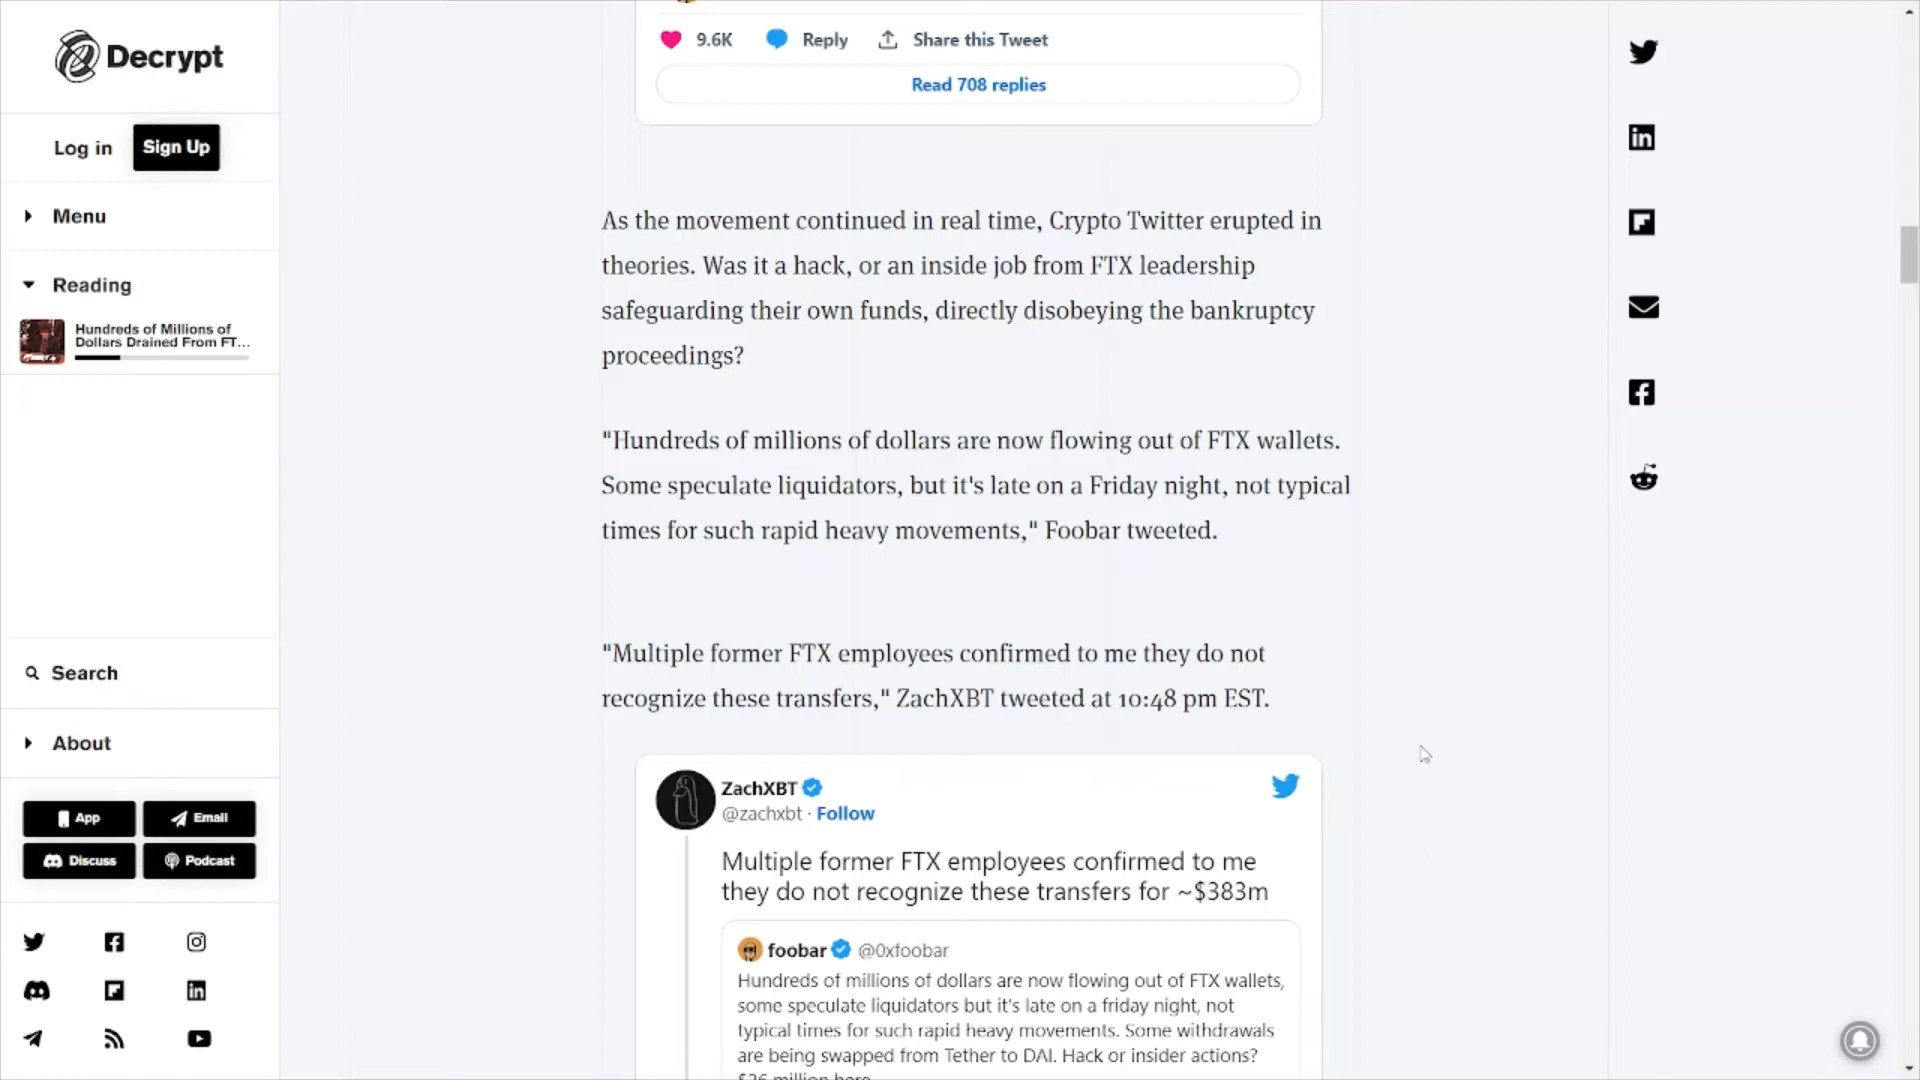 Decrypt
Log in
Sign Up
Menu
Reading
Hundreds of Millions of
Dollars Drained From FT...
Search
About
App
Email
Discuss
Podcast
9.6K
Reply
Share this Tweet
Read 708 replies
As the movement continued in real time, Crypto Twitter erupted in
theories. Was it a hack, or an inside job from FTX leadership
safeguarding their own funds, directly disobeying the bankruptcy
proceedings?
"Hundreds of millions of dollars are now flowing out of FTX wallets.
Some speculate liquidators, but it's late on a Friday night, not typical
times for such rapid heavy movements," Foobar tweeted.
"Multiple former FTX employees confirmed to me they do not
recognize these transfers," ZachXBT tweeted at 10:48 pm EST.
ZachXBT
@zachxbt · Follow
Multiple former FTX employees confirmed to me
they do not recognize these transfers for ~$383m
foobar @0xfoobar
Hundreds of millions of dollars are now flowing out of FTX wallets,
some speculate liquidators but it's late on a friday night, not
typical times for such rapid heavy movements. Some withdrawals
are being swapped from Tether to DAI. Hack or insider actions?
$26 million here